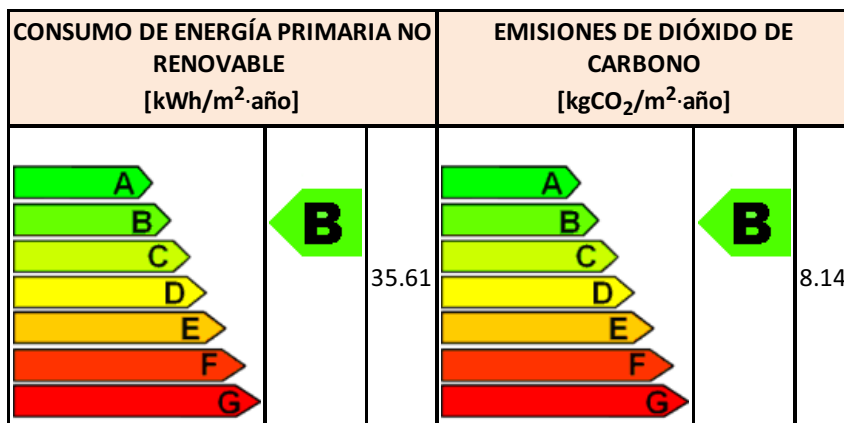 CONSUMO DE ENERGÍA PRIMARIA NO
RENOVABLE
[kWh/m²·año]
EMISIONES DE DIÓXIDO DE
CARBONO
[kgCO₂/m²·año]
A
B
C
D
E
F
G
B
35.61
A
B
C
D
E
F
G
B
8.14